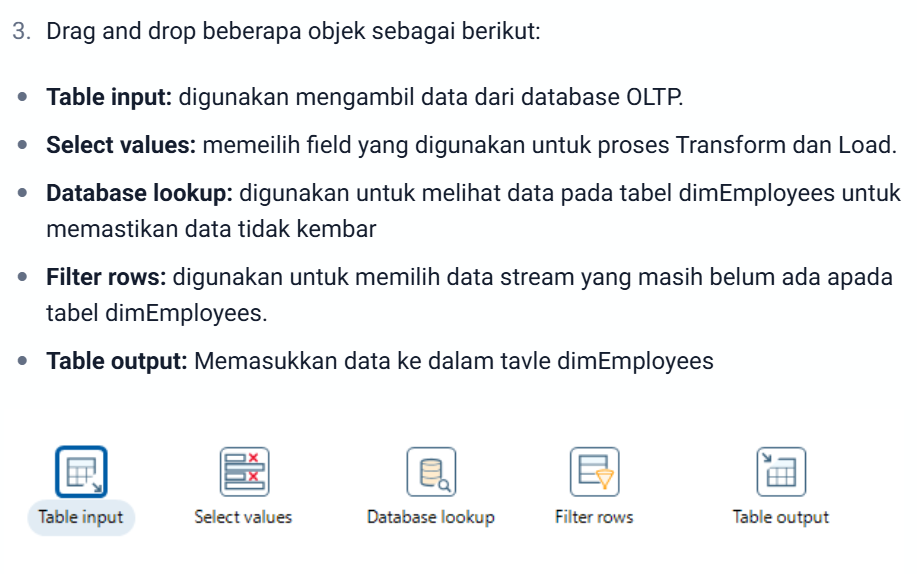 3. Drag and drop beberapa objek sebagai berikut:
• Table input: digunakan mengambil data dari database OLTP.
• Select values: memeilih field yang digunakan untuk proses Transform dan Load.
• Database lookup: digunakan untuk melihat data pada tabel dimEmployees untuk
memastikan data tidak kembar
• Filter rows: digunakan untuk memilih data stream yang masih belum ada apada
tabel dimEmployees.
• Table output: Memasukkan data ke dalam tavle dimEmployees
Table input Select values Database lookup Filter rows Table output